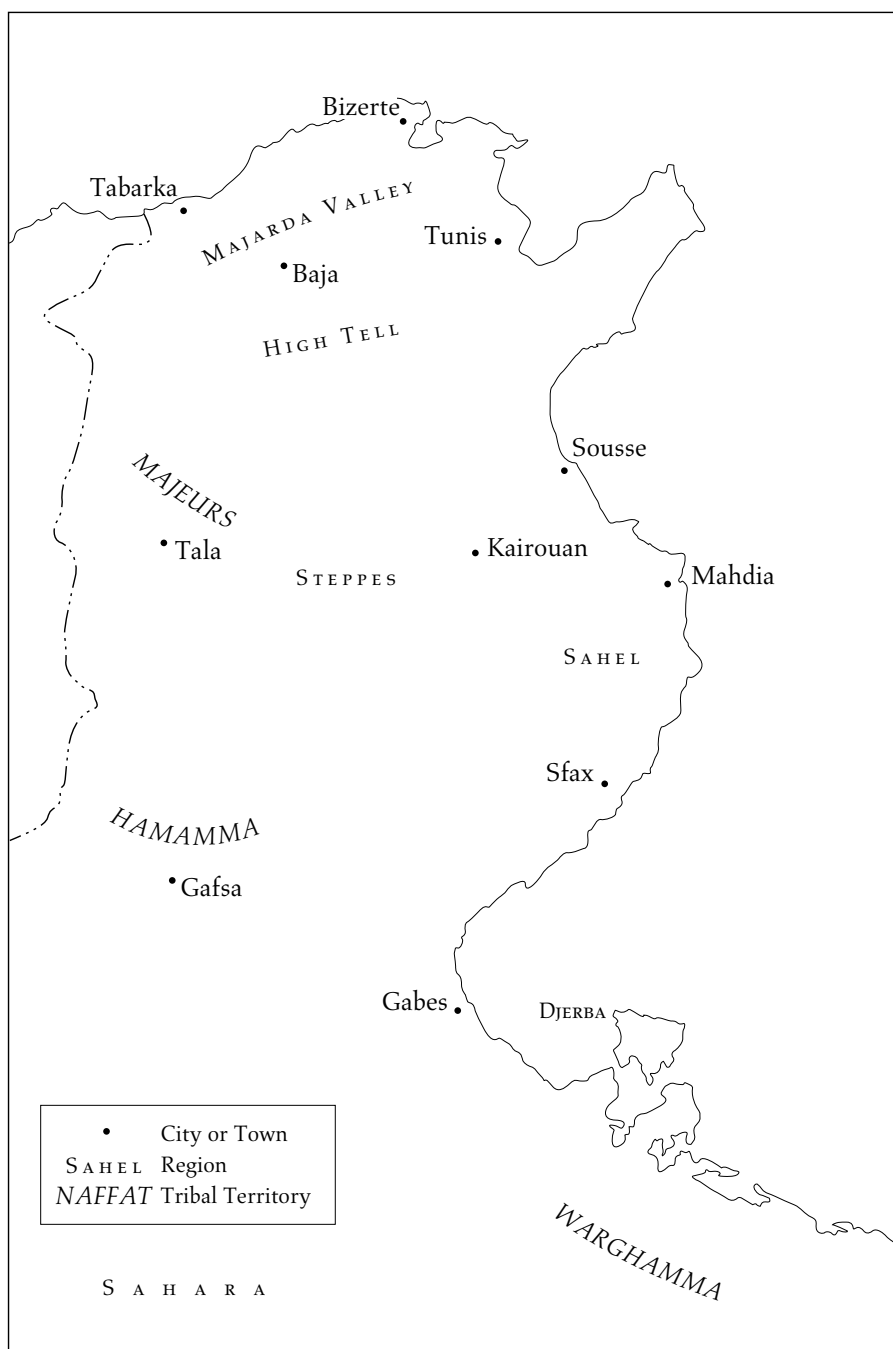 Bizerte
Tabarka
MAJARDA VALLEY
Tunis
Baja
HIGH TELL
Sousse
MAJEURS
Tala
Kairouan
STEPPES
Mahdia
SAHEL
Sfax
HAMAMMA
Gafsa
Gabes
DJERBA
City or Town
SAHEL Region
NAFFAT Tribal Territory
WARGHAMMA
SAHARA